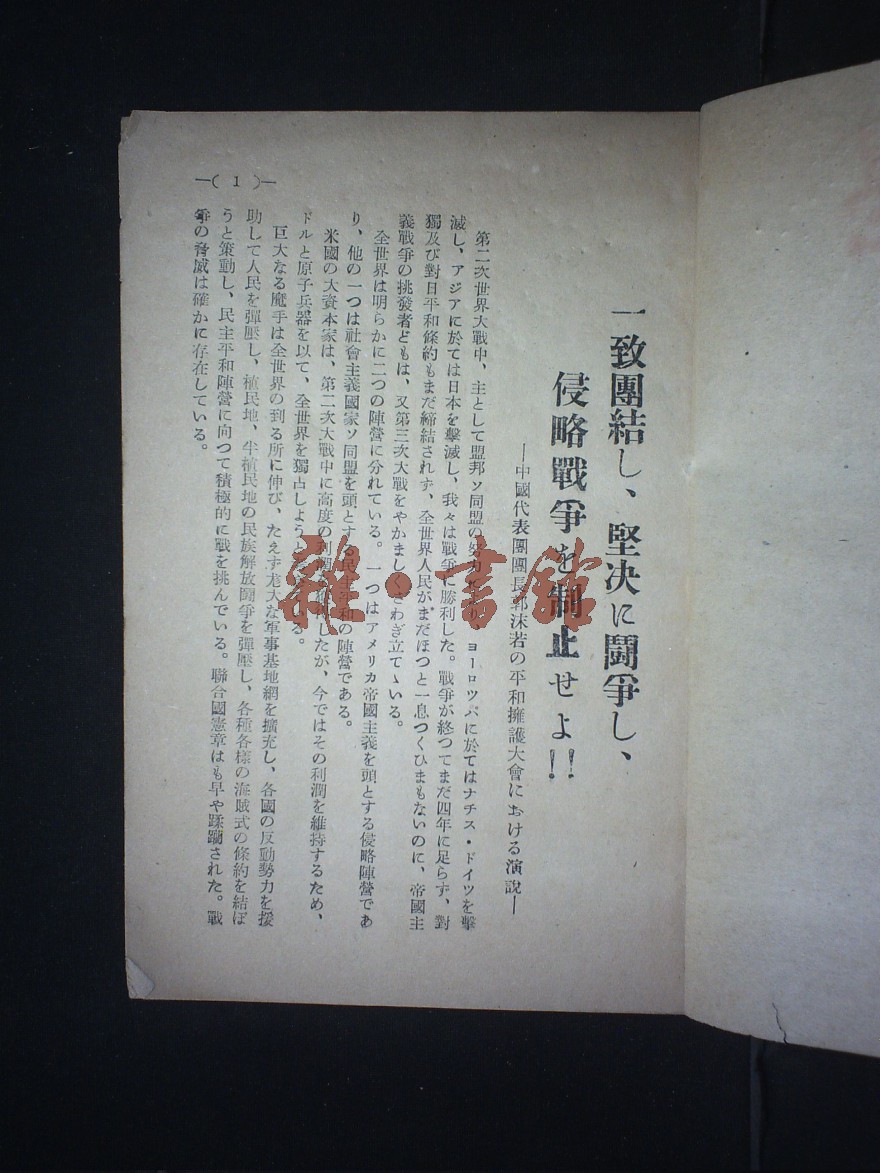 一致團結し、堅决に鬪爭し、
侵略戰爭を制止せよ!!
—中國代表團團長郭沫若の平和擁護大會における演説—
第二次世界大戰中、主として盟邦ソ同盟の努力 ヨーロツパに於てはナチス・ドイツを擊
滅し、アジアに於ては日本を擊滅し、我々は戰爭に勝利した。戰爭が終つてまだ四年に足らず、對
獨及び對日平和條約もまだ締結されず、全世界人民がまだほつと一息つくひまもないのに、帝國主
義戰爭の挑發者どもは、又第三次大戰をやかましくさわぎ立てゝいる。
全世界は明らかに二つの陣營に分れている。一つはアメリカ帝國主義を頭とする侵略陣營であ
り、他の一つは社會主義國家ソ同盟を頭とする民主平和の陣營である。
米國の大資本家は、第二次大戰中に高度の利潤を したが、今ではその利潤を維持するため、
ドルと原子兵器を以て、全世界を獨占しようと いる。
巨大なる魔手は全世界の到る所に伸び、たえず尨大な軍事基地網を擴充し、各國の反動勢力を援
助して人民を彈壓し、植民地、半植民地の民族解放鬪爭を彈壓し、各種各樣の海賊式の條約を結ぼ
うと策動し、民主平和陣營に向つて積極的に戰を挑んでいる。聯合國憲章はも早や蹂躙された。戰
爭の脅威は確かに存在している。
—( 1 )—
雜·書館